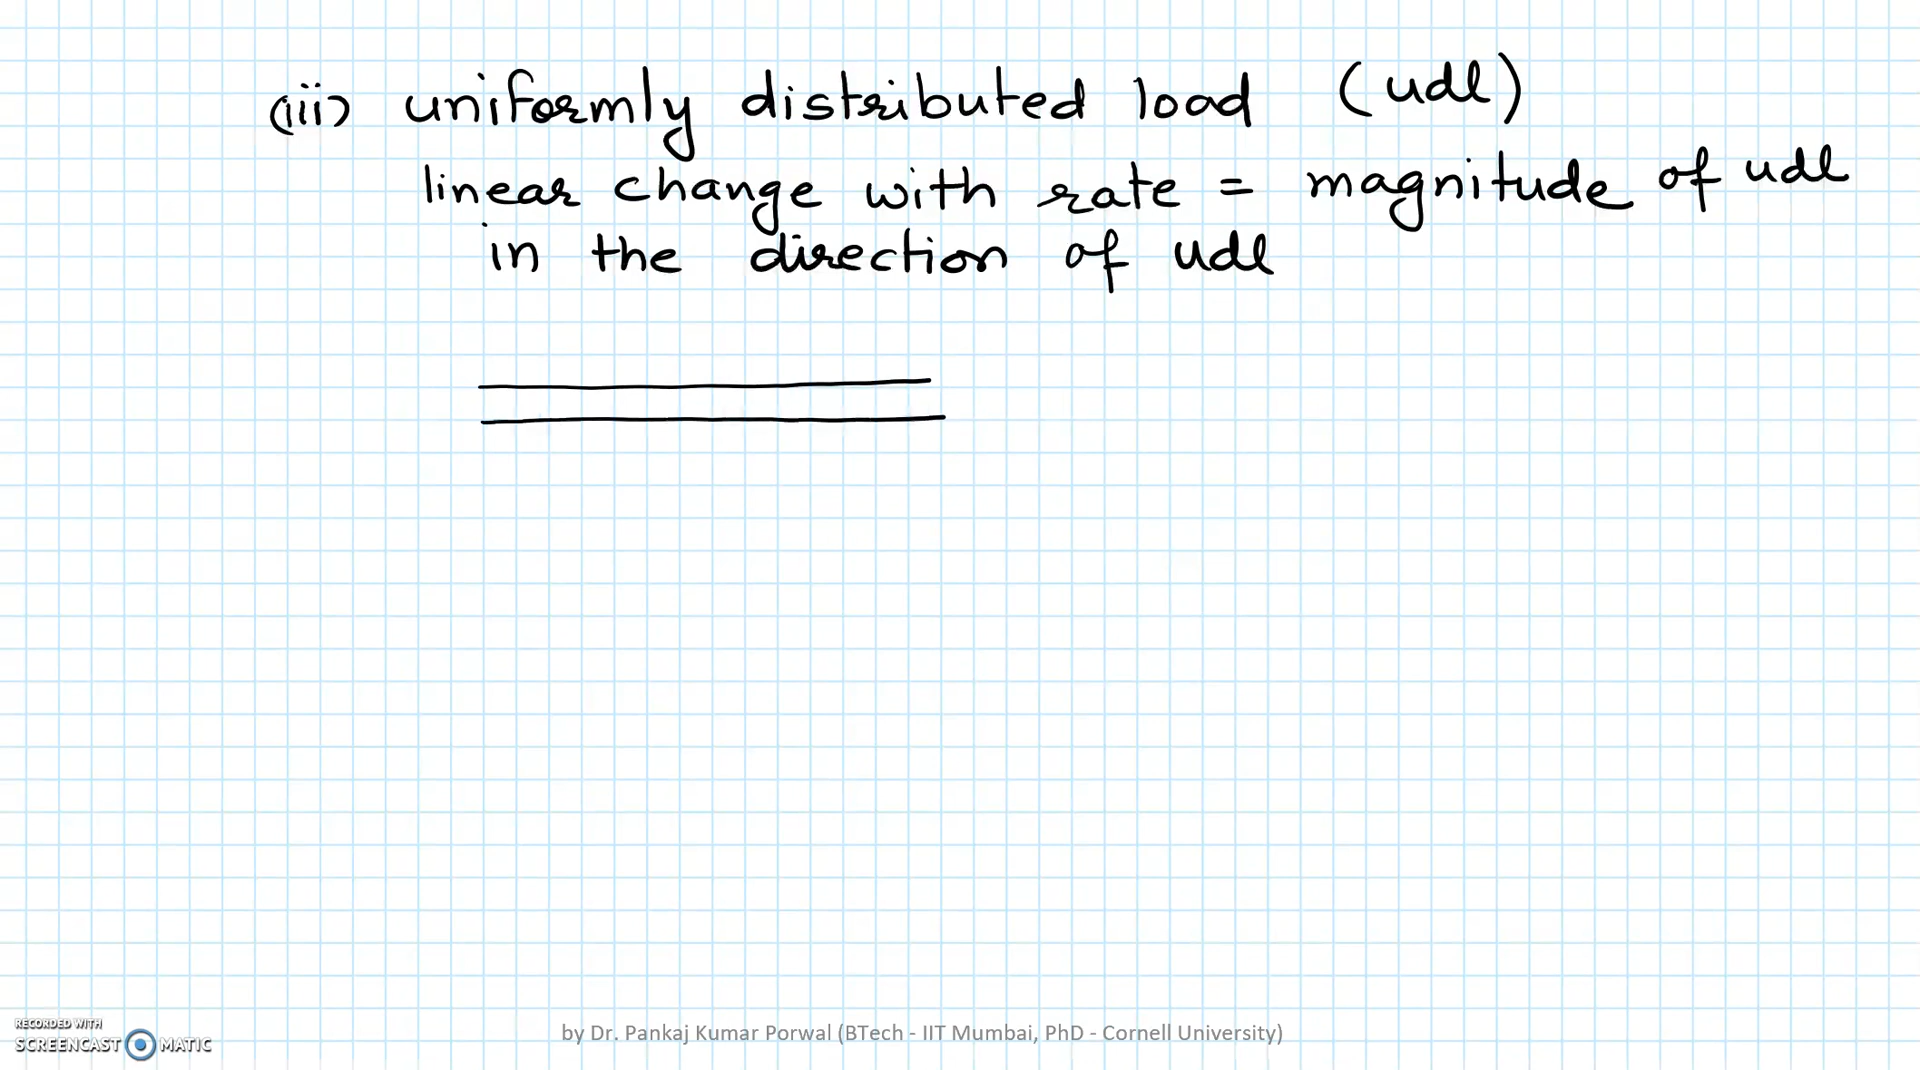 (iii) uniformly distributed load (udl)
linear change with rate = magnitude of udl
in the direction of udl
RECORDED WITH
SCREENCAST MATIC
by Dr. Pankaj Kumar Porwal (BTech - IIT Mumbai, PhD - Cornell University)